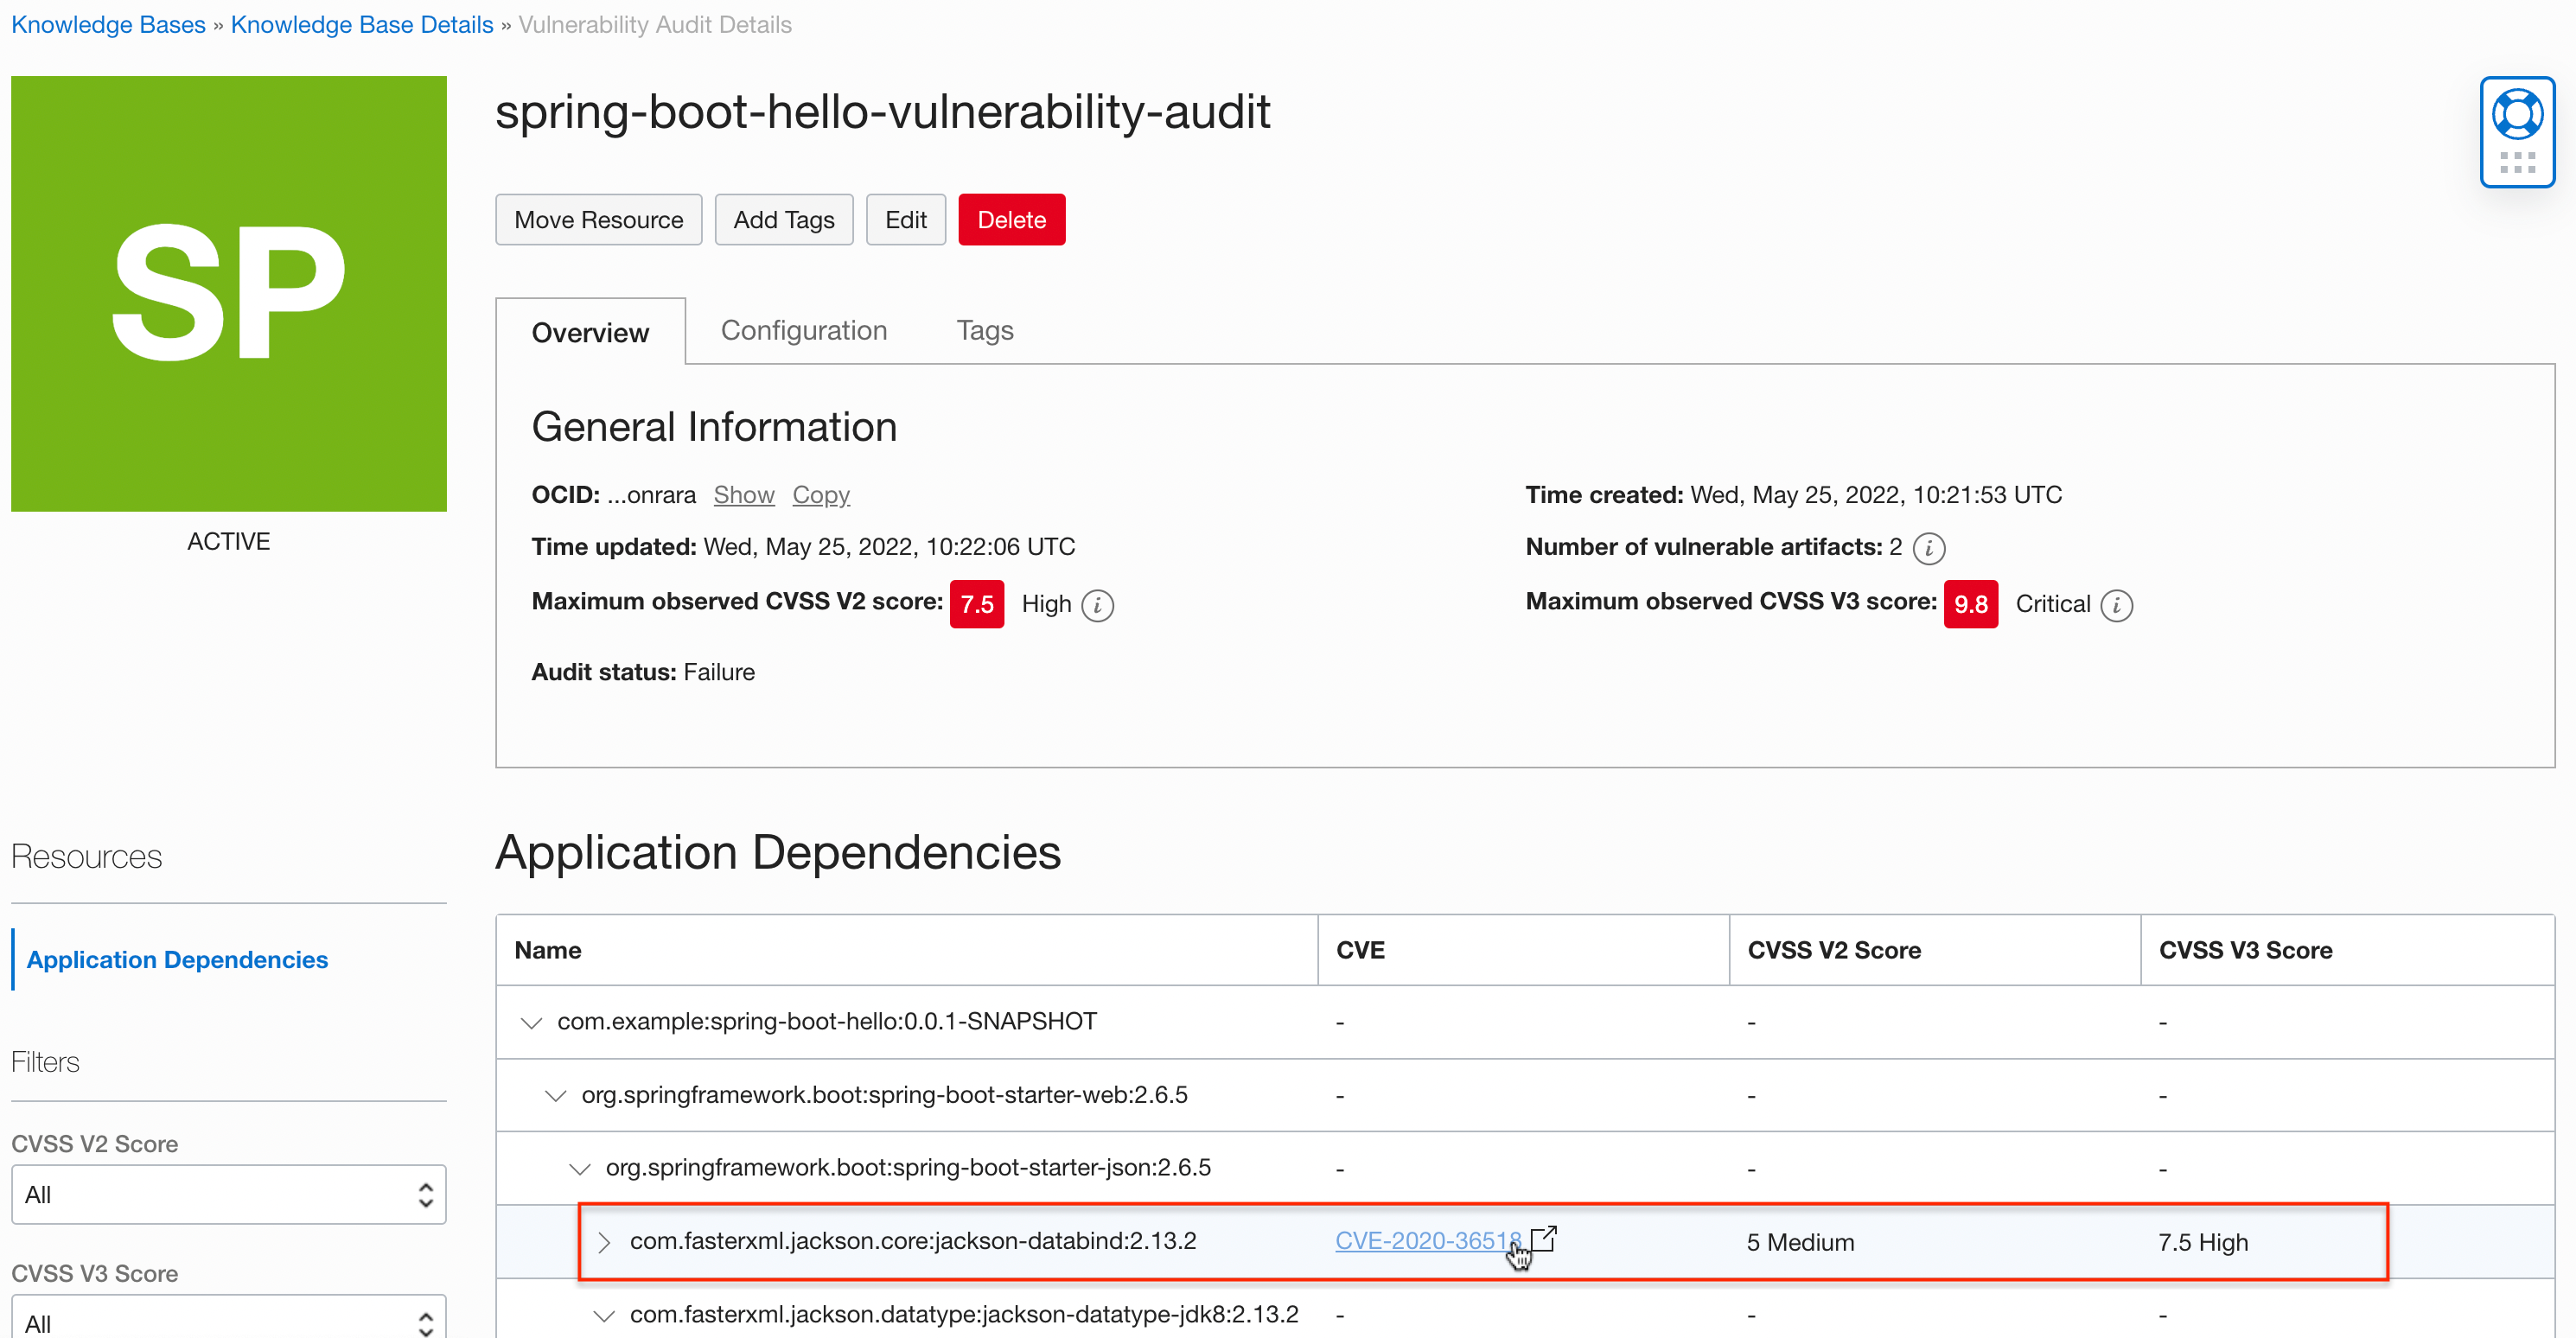 Knowledge Bases » Knowledge Base Details » Vulnerability Audit Details
SP
ACTIVE
spring-boot-hello-vulnerability-audit
Move Resource Add Tags Edit Delete
Overview Configuration Tags
General Information
OCID: ...onrara Show Copy
Time created: Wed, May 25, 2022, 10:21:53 UTC
Time updated: Wed, May 25, 2022, 10:22:06 UTC
Number of vulnerable artifacts: 2 i
Maximum observed CVSS V2 score: 7.5 High i
Maximum observed CVSS V3 score: 9.8 Critical i
Audit status: Failure
Resources
Application Dependencies
Filters
CVSS V2 Score
All
CVSS V3 Score
All
Application Dependencies
Name CVE CVSS V2 Score CVSS V3 Score
com.example:spring-boot-hello:0.0.1-SNAPSHOT - - -
org.springframework.boot:spring-boot-starter-web:2.6.5 - - -
org.springframework.boot:spring-boot-starter-json:2.6.5 - - -
com.fasterxml.jackson.core:jackson-databind:2.13.2 CVE-2020-36518 5 Medium 7.5 High
com.fasterxml.jackson.datatype:jackson-datatype-jdk8:2.13.2 - - -